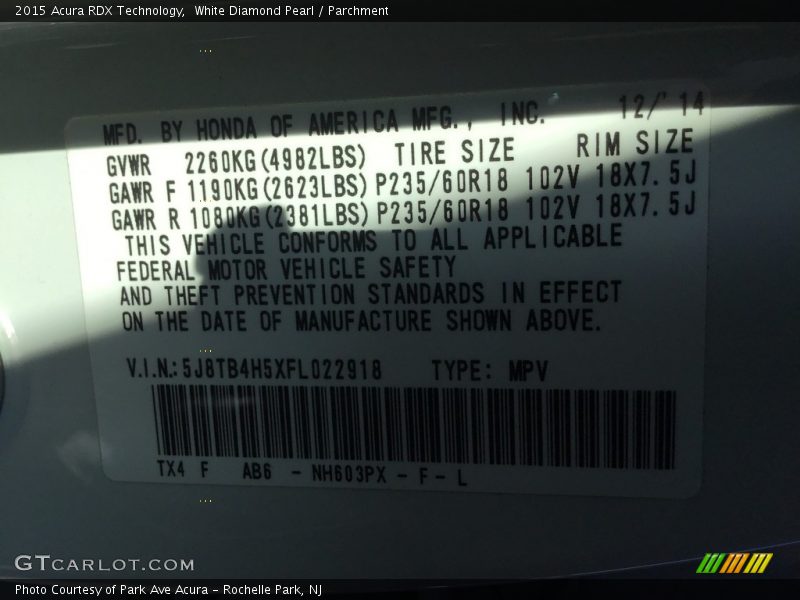 2015 Acura RDX Technology,  White Diamond Pearl / Parchment
MFD. BY HONDA OF AMERICA MFG., INC. 12/'14
GVWR 2260KG(4982LBS) TIRE SIZE RIM SIZE
GAWR F 1190KG(2623LBS) P235/60R18 102V 18X7.5J
GAWR R 1080KG(2381LBS) P235/60R18 102V 18X7.5J
THIS VEHICLE CONFORMS TO ALL APPLICABLE
FEDERAL MOTOR VEHICLE SAFETY
AND THEFT PREVENTION STANDARDS IN EFFECT
ON THE DATE OF MANUFACTURE SHOWN ABOVE.
V.I.N.: 5J8TB4H5XFL022918 TYPE: MPV
TX4 F AB6 - NH603PX - F - L
GTCARLOT.COM
Photo Courtesy of Park Ave Acura - Rochelle Park, NJ